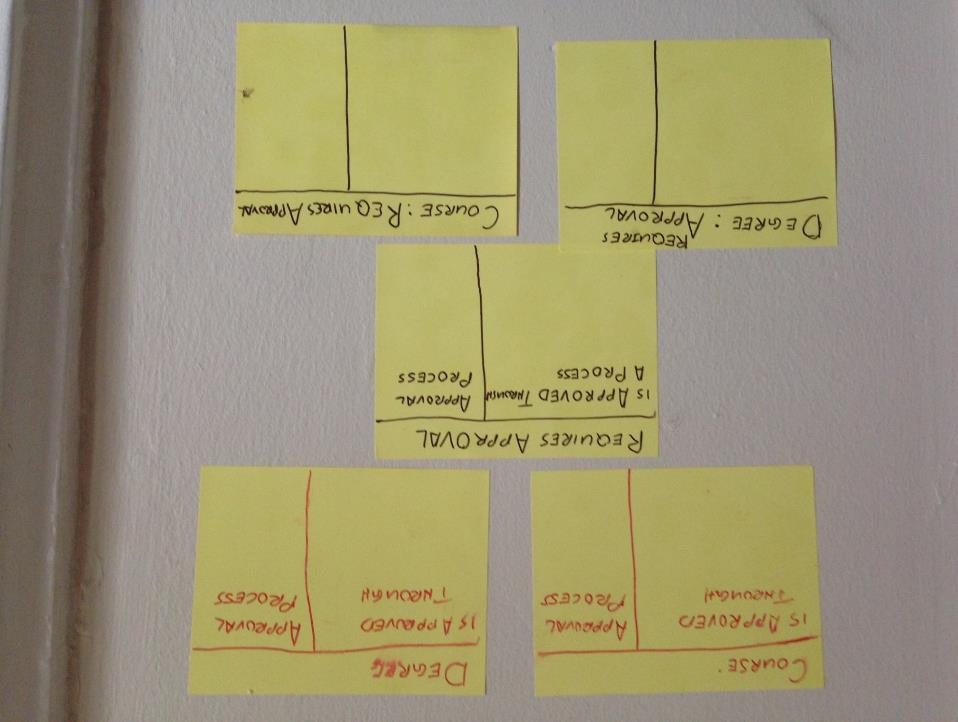 COURSE
IS APPROVED
THROUGH
APPROVAL
PROCESS
DEGREE
IS APPROVED
THROUGH
APPROVAL
PROCESS
REQUIRES APPROVAL
IS APPROVED THROUGH
A PROCESS
APPROVAL
PROCESS
DEGREE: REQUIRES
APPROVAL
COURSE: REQUIRES APPROVAL